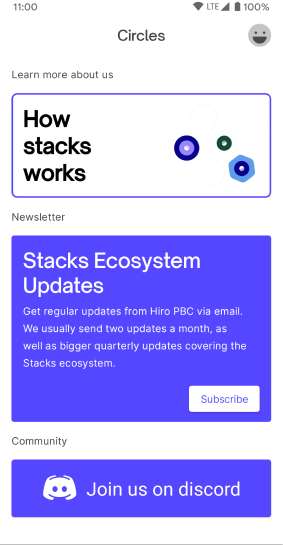 11:00
LTE
100%
Circles
Learn more about us
How
stacks
works
Newsletter
Stacks Ecosystem
Updates
Get regular updates from Hiro PBC via email.
We usually send two updates a month, as
well as bigger quarterly updates covering the
Stacks ecosystem.
Subscribe
Community
Join us on discord